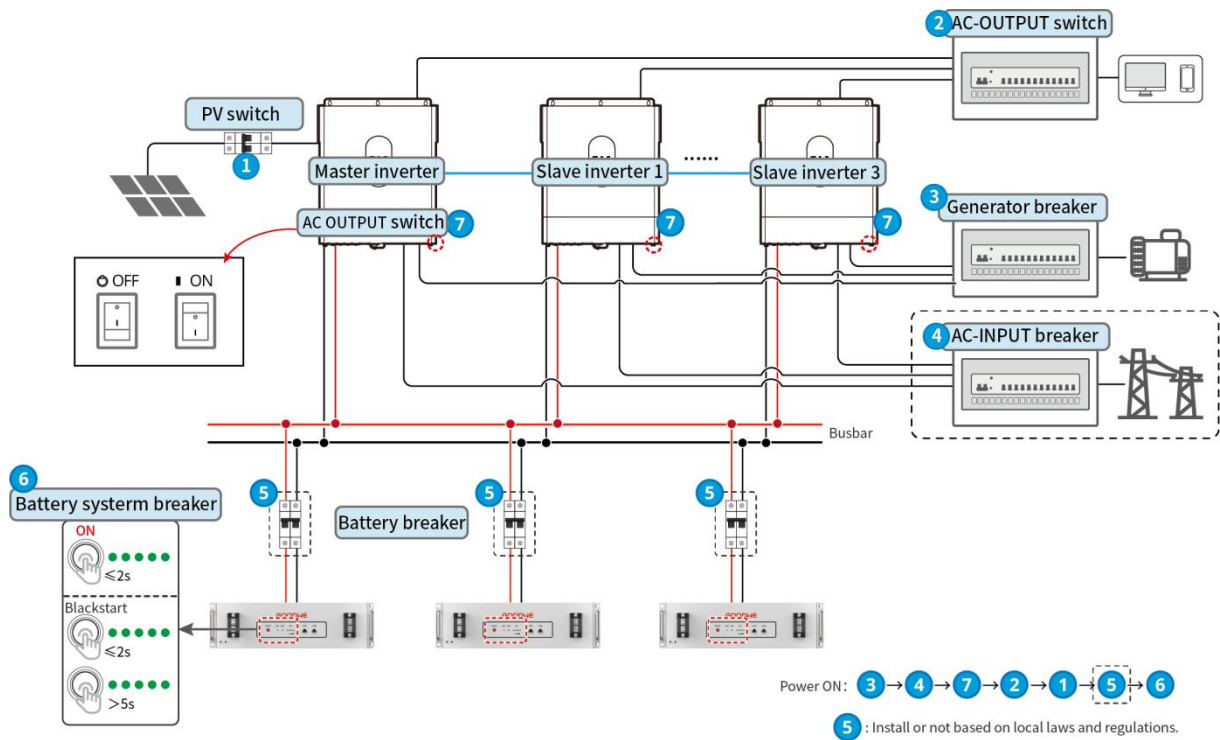 2 AC-OUTPUT switch
PV switch
1
Master inverter
Slave inverter 1
......
Slave inverter 3
AC OUTPUT switch 7
7
7
3 Generator breaker
OFF
I ON
4 AC-INPUT breaker
Busbar
6
Battery systerm breaker
5
5
5
Battery breaker
ON
≤2s
Blackstart
≤2s
>5s
GOODWE
GOODWE
GOODWE
Power ON: 3 → 4 → 7 → 2 → 1 → 5 → 6
5 : Install or not based on local laws and regulations.